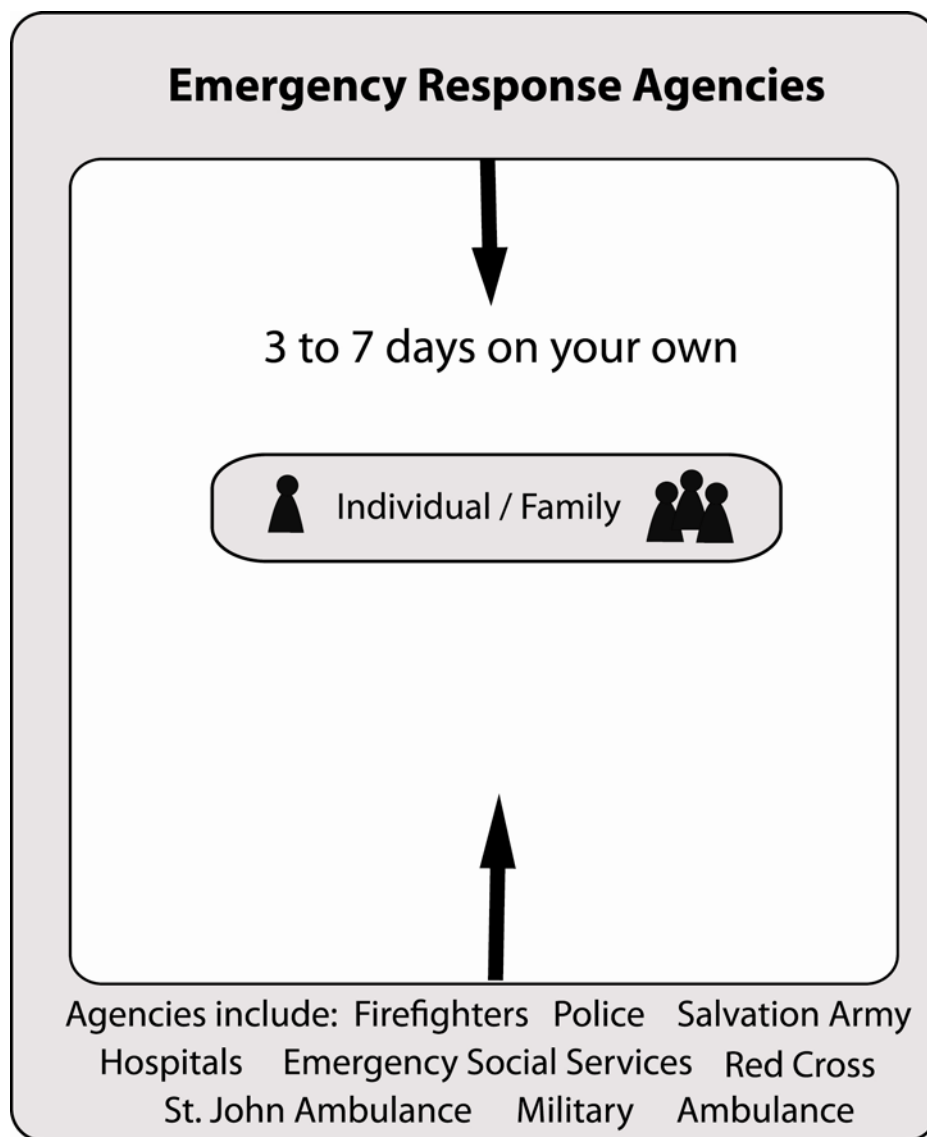 Emergency Response Agencies
3 to 7 days on your own
Individual / Family
Agencies include: Firefighters Police Salvation Army
Hospitals Emergency Social Services Red Cross
St. John Ambulance Military Ambulance